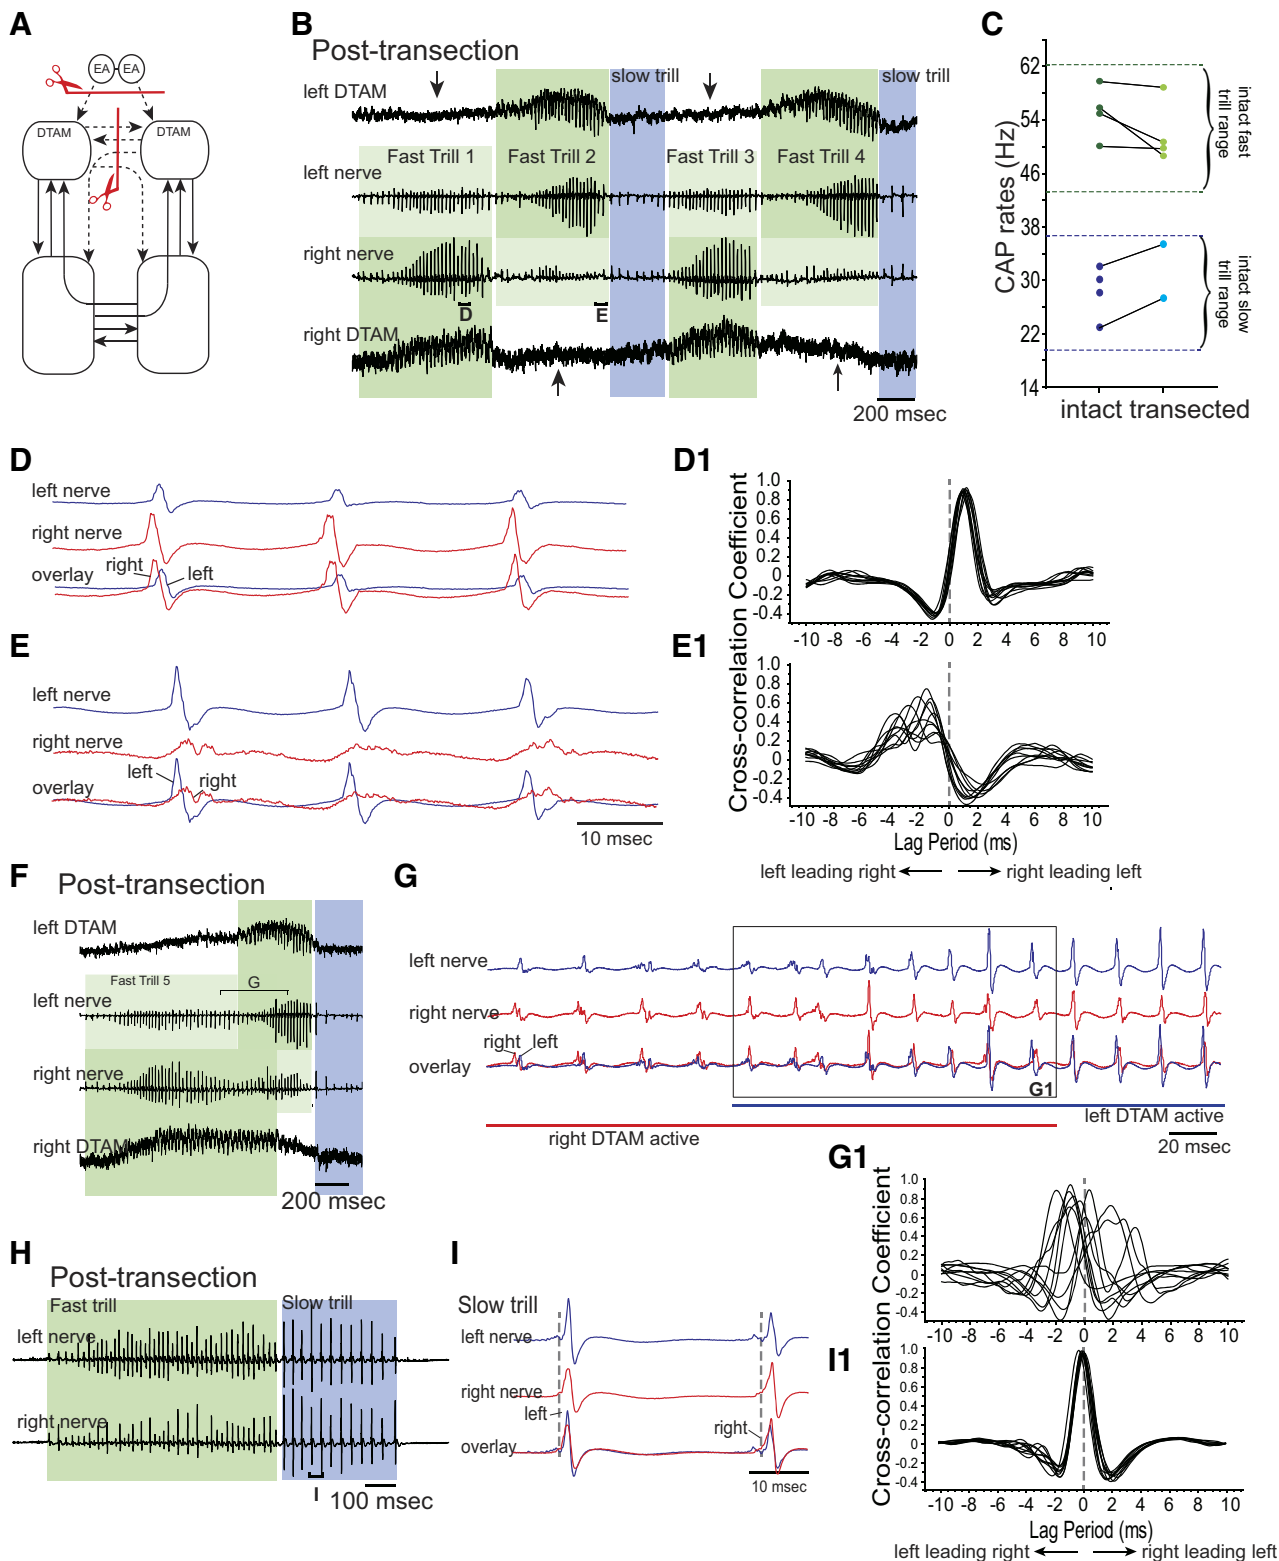 A
EA
EA
DTAM
DTAM
B
Post-transection
left DTAM
slow trill
slow trill
Fast Trill 1
Fast Trill 2
Fast Trill 3
Fast Trill 4
left nerve
right nerve
D
E
right DTAM
200 msec
C
CAP rates (Hz)
62
54
46
38
30
22
14
intact fast
trill range
intact slow
trill range
intact transected
D
left nerve
right nerve
overlay
right
left
D1
Cross-correlation Coefficient
1.0
0.8
0.6
0.4
0.2
0
-0.2
-0.4
-10 -8 -6 -4 -2 0 2 4 6 8 10
E
left nerve
right nerve
overlay
left
right
10 msec
E1
1.0
0.8
0.6
0.4
0.2
0
-0.2
-0.4
-10 -8 -6 -4 -2 0 2 4 6 8 10
Lag Period (ms)
left leading right
right leading left
F
Post-transection
left DTAM
Fast Trill 5
G
left nerve
right nerve
right DTAM
200 msec
G
left nerve
right nerve
right
left
overlay
G1
left DTAM active
right DTAM active
20 msec
G1
Cross-correlation Coefficient
1.0
0.8
0.6
0.4
0.2
0
-0.2
-0.4
-10 -8 -6 -4 -2 0 2 4 6 8 10
H
Post-transection
Fast trill
Slow trill
left nerve
right nerve
I
100 msec
I
Slow trill
left nerve
right nerve
left
right
overlay
10 msec
I1
1.0
0.8
0.6
0.4
0.2
0
-0.2
-0.4
-10 -8 -6 -4 -2 0 2 4 6 8 10
Lag Period (ms)
left leading right
right leading left